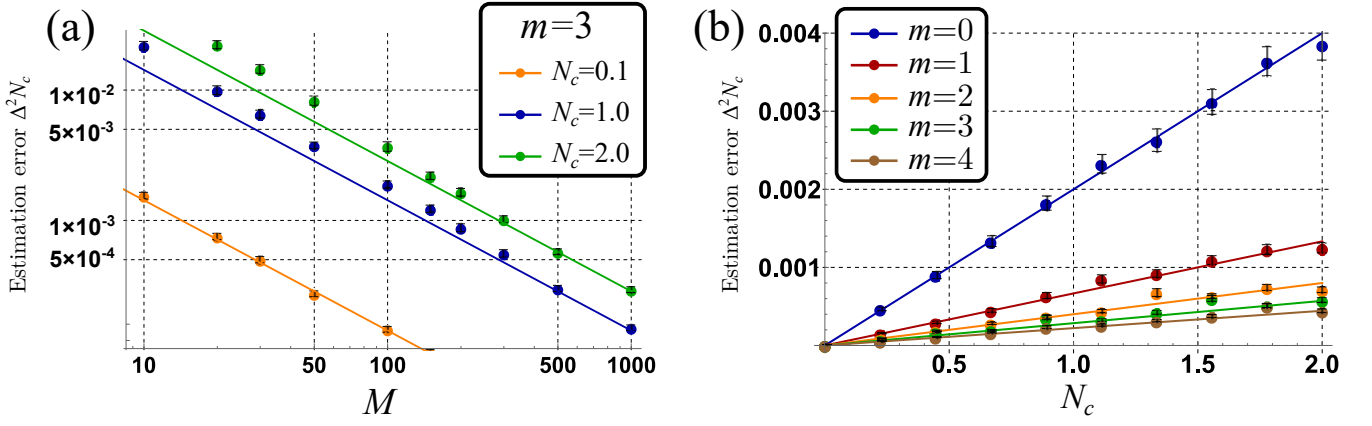 (a)
Estimation error Δ²N_c
1×10⁻²
5×10⁻³
1×10⁻³
5×10⁻⁴
m=3
N_c=0.1
N_c=1.0
N_c=2.0
10 50 100 500 1000
M
(b)
Estimation error Δ²N_c
0.004
0.003
0.002
0.001
m=0
m=1
m=2
m=3
m=4
0.5 1.0 1.5 2.0
N_c